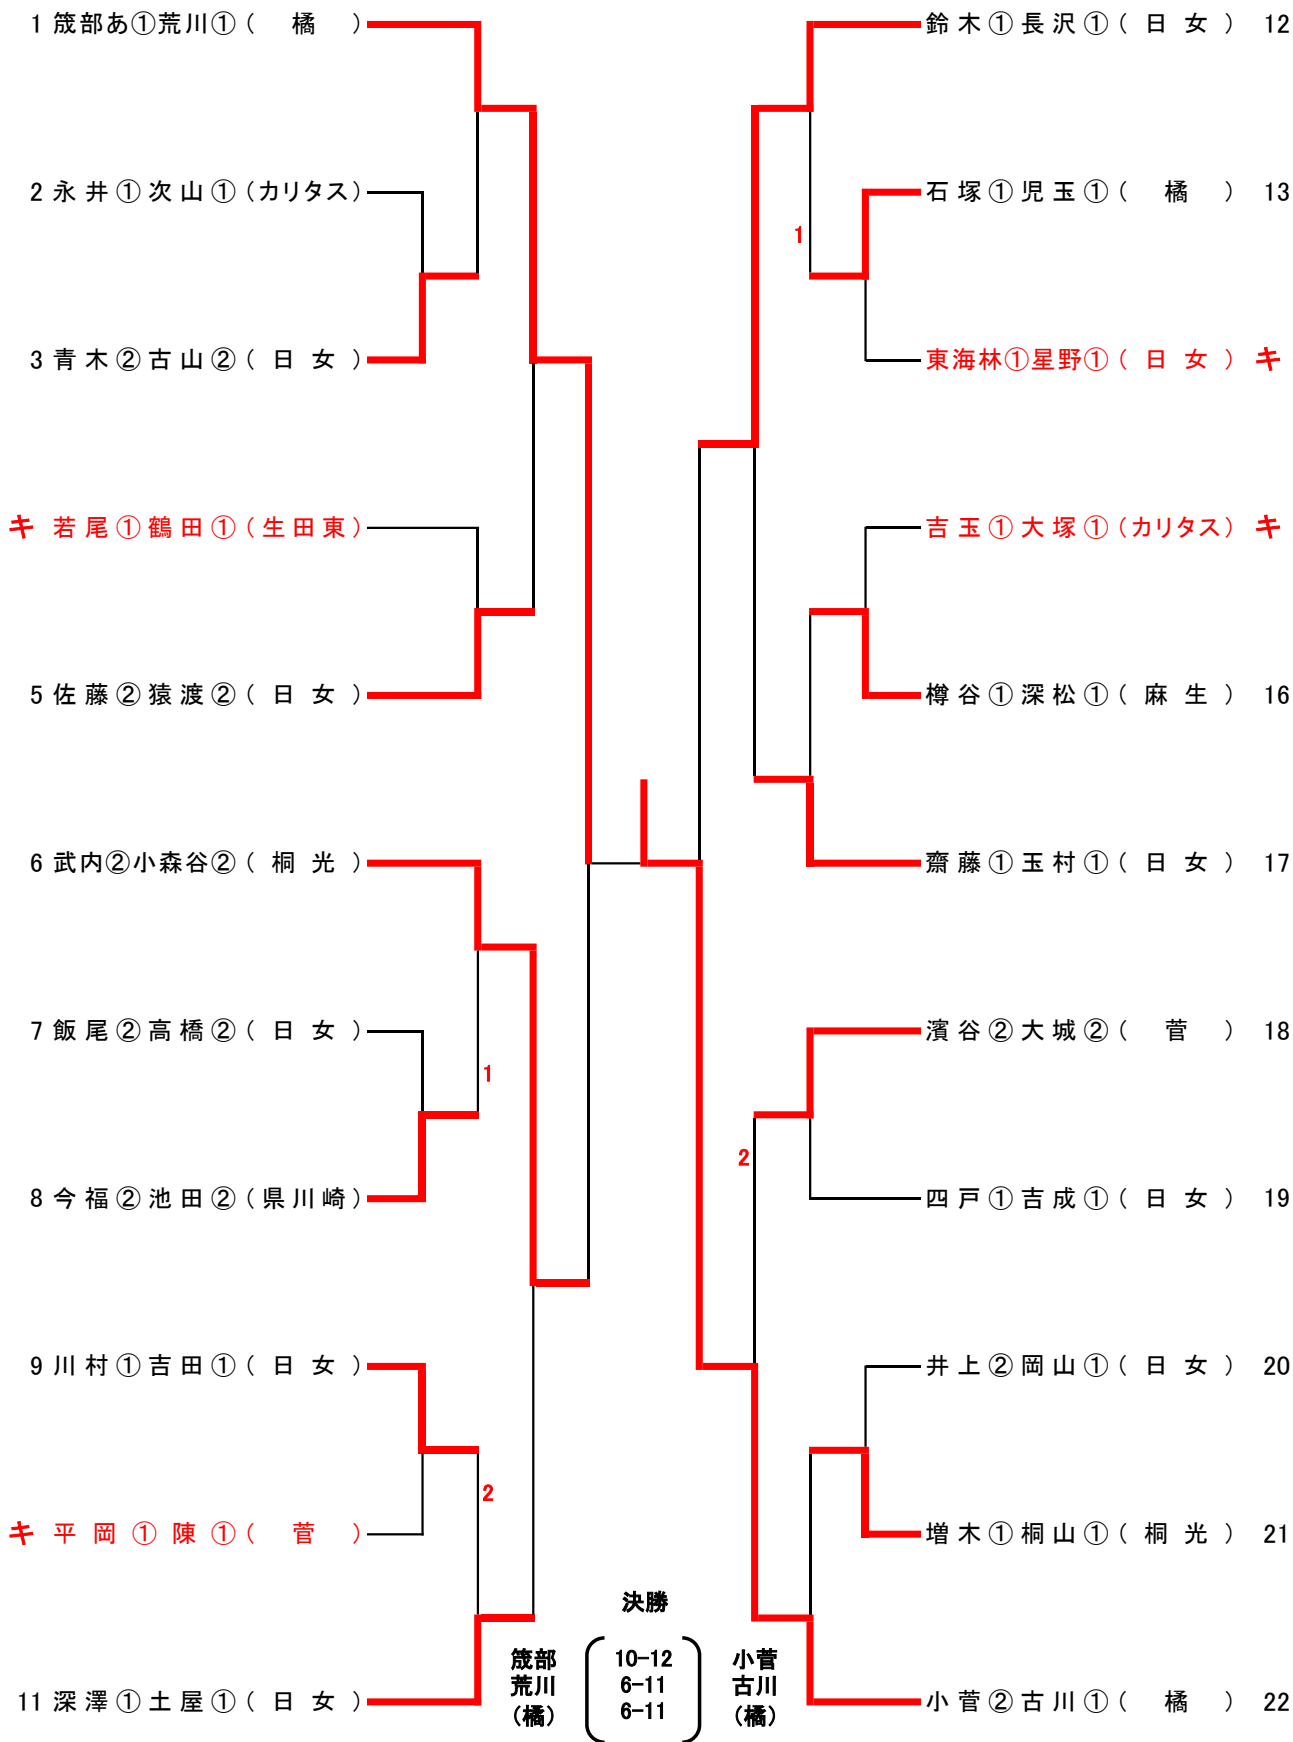 1 筬部あ①荒川①(橘)
2 永井①次山①(カリタス)
3 青木②古山②(日女)
キ 若尾①鶴田①(生田東)
5 佐藤②猿渡②(日女)
6 武内②小森谷②(桐光)
7 飯尾②高橋②(日女)
1
8 今福②池田②(県川崎)
9 川村①吉田①(日女)
2
キ 平岡①陳①(菅)
11 深澤①土屋①(日女)
鈴木①長沢①(日女) 12
石塚①児玉①(橘) 13
1
東海林①星野①(日女) キ
吉玉①大塚①(カリタス) キ
樽谷①深松①(麻生) 16
齋藤①玉村①(日女) 17
濱谷②大城②(菅) 18
2
四戸①吉成①(日女) 19
井上②岡山①(日女) 20
増木①桐山①(桐光) 21
小菅②古川①(橘) 22
決勝
筬部 10-12 小菅
荒川 6-11 古川
(橘) 6-11 (橘)